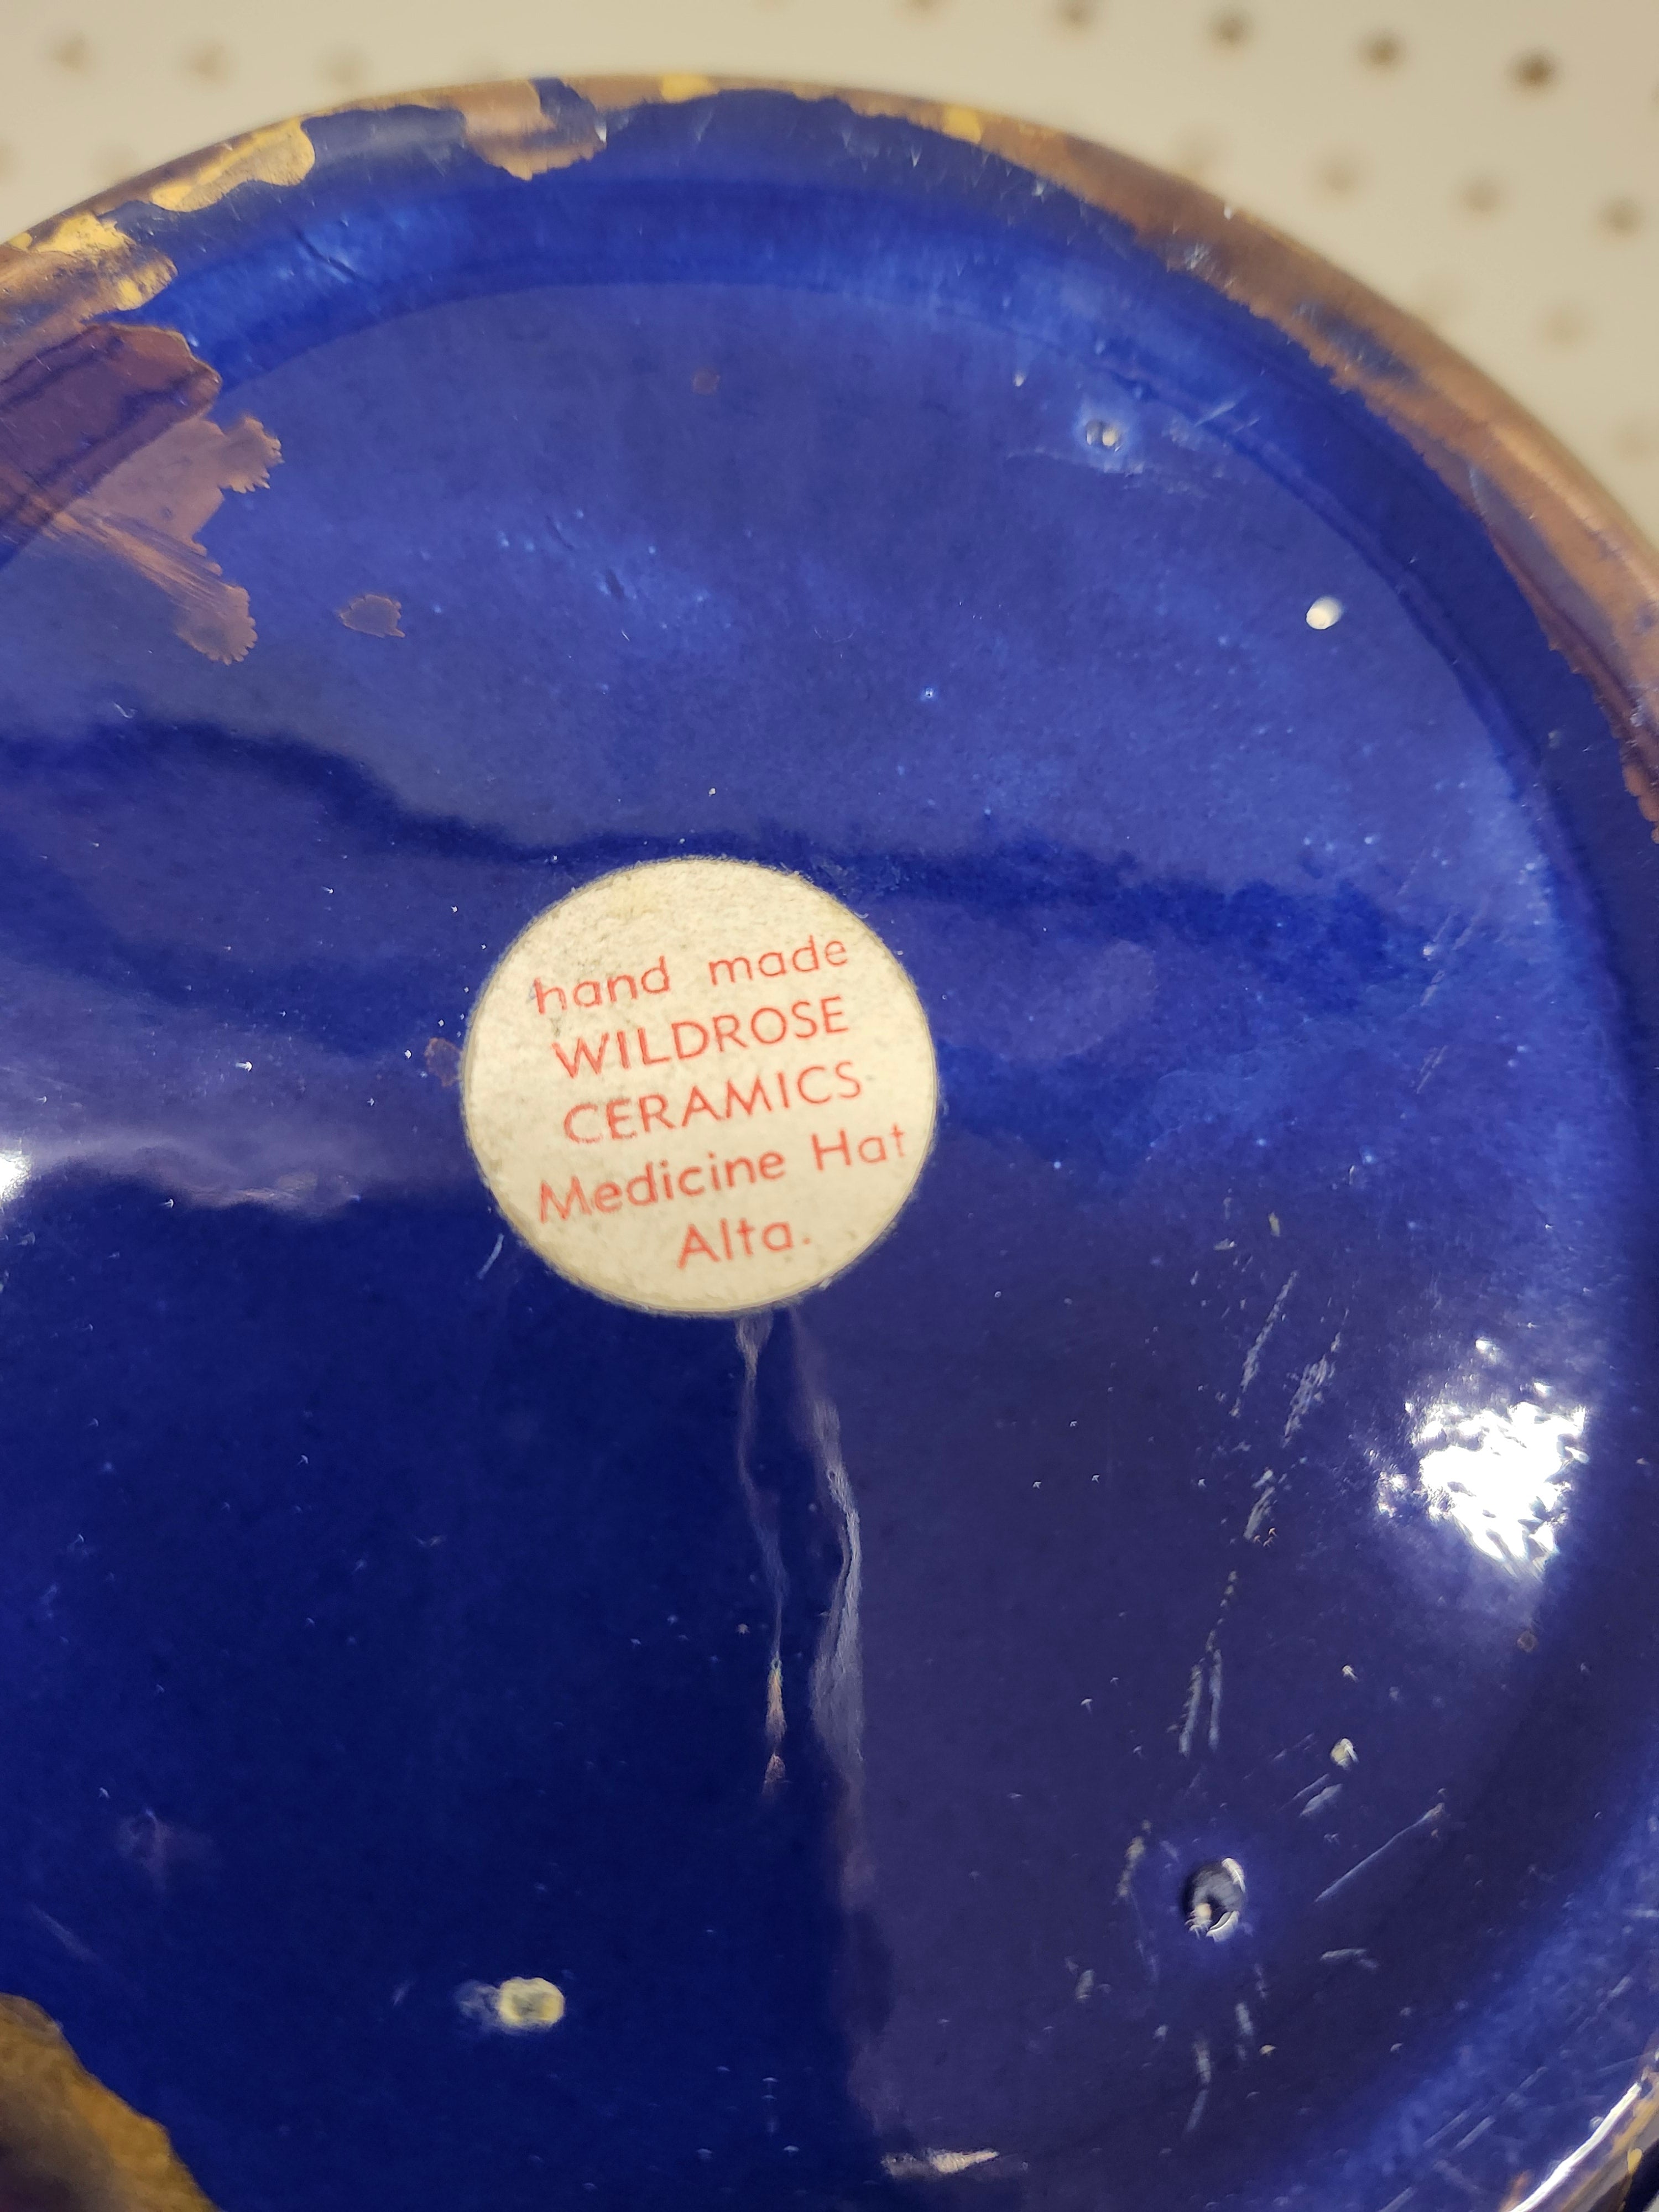 hand made
WILDROSE
CERAMICS
Medicine Hat
Alta.